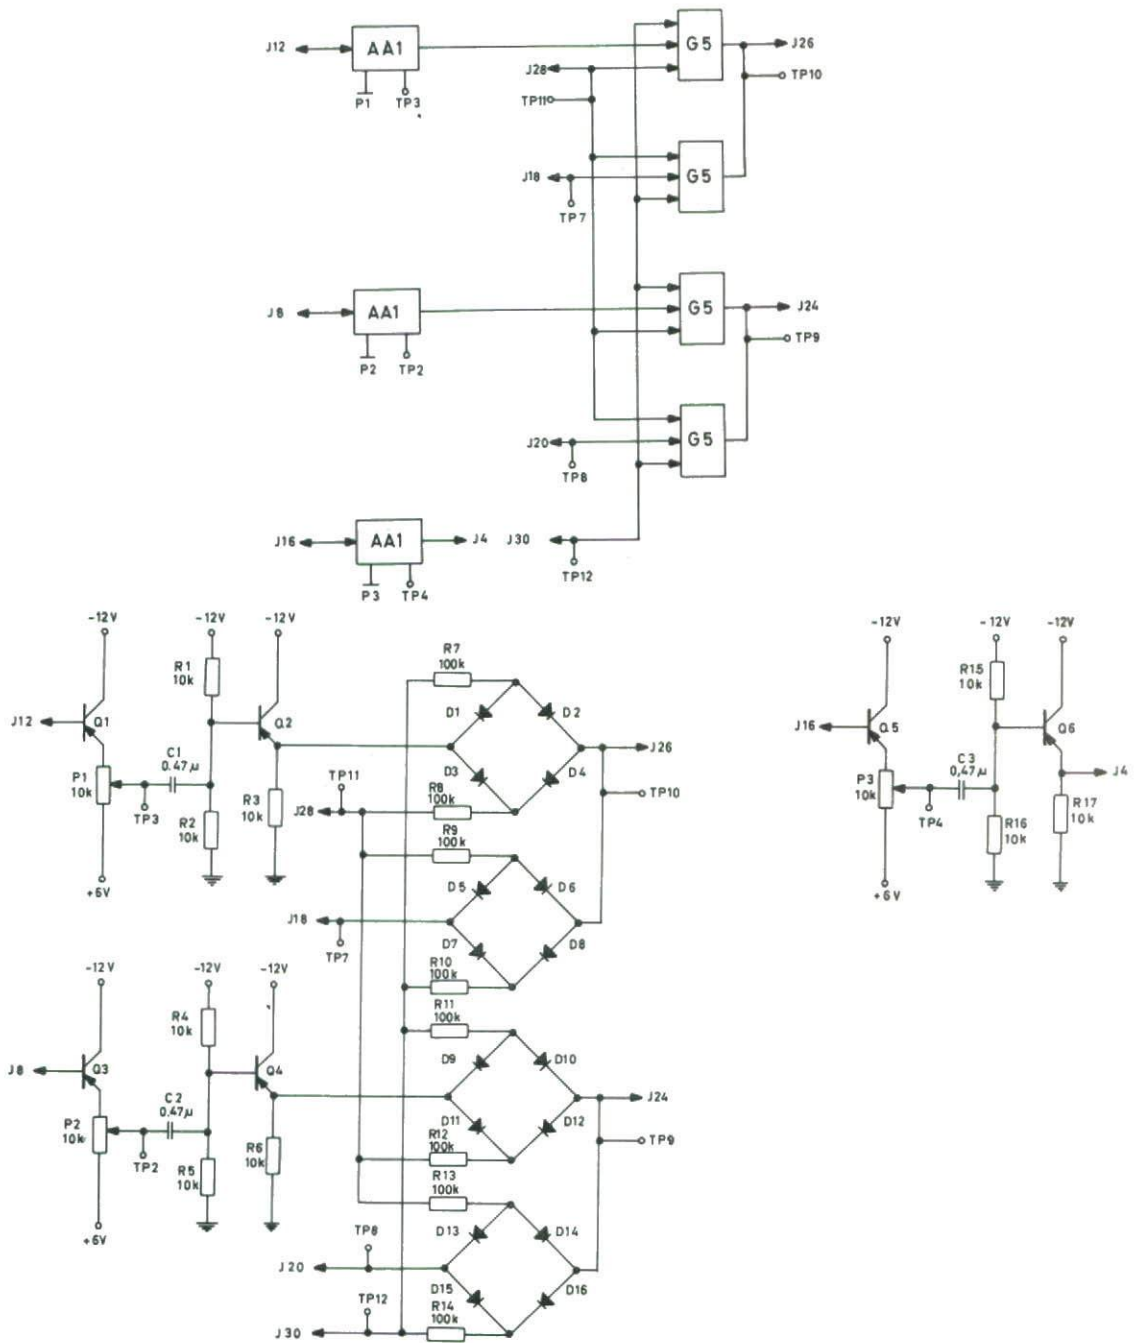 J12
AA1
P1
TP3
J28
TP11
G5
J26
TP10
J18
TP7
G5
J8
AA1
P2
TP2
G5
J24
TP9
J20
TP8
G5
J16
AA1
J4
P3
TP4
J30
TP12
-12V
-12V
-12V
R1
10k
J12
Q1
Q2
P1
10k
C1
0.47µ
TP3
R2
10k
R3
10k
+6V
R7
100k
D1
D2
D3
D4
TP11
J28
R8
100k
R9
100k
J26
TP10
D5
D6
J18
TP7
D7
D8
R10
100k
R11
100k
-12V
-12V
-12V
R4
10k
J8
Q3
Q4
P2
10k
C2
0.47µ
TP2
R5
10k
R6
10k
+6V
D9
D10
D11
D12
J24
TP9
R12
100k
R13
100k
D13
D14
TP8
J20
D15
D16
TP12
J30
R14
100k
-12V
-12V
-12V
R15
10k
J16
Q5
Q6
P3
10k
C3
0,47µ
TP4
J4
R16
10k
R17
10k
+6V